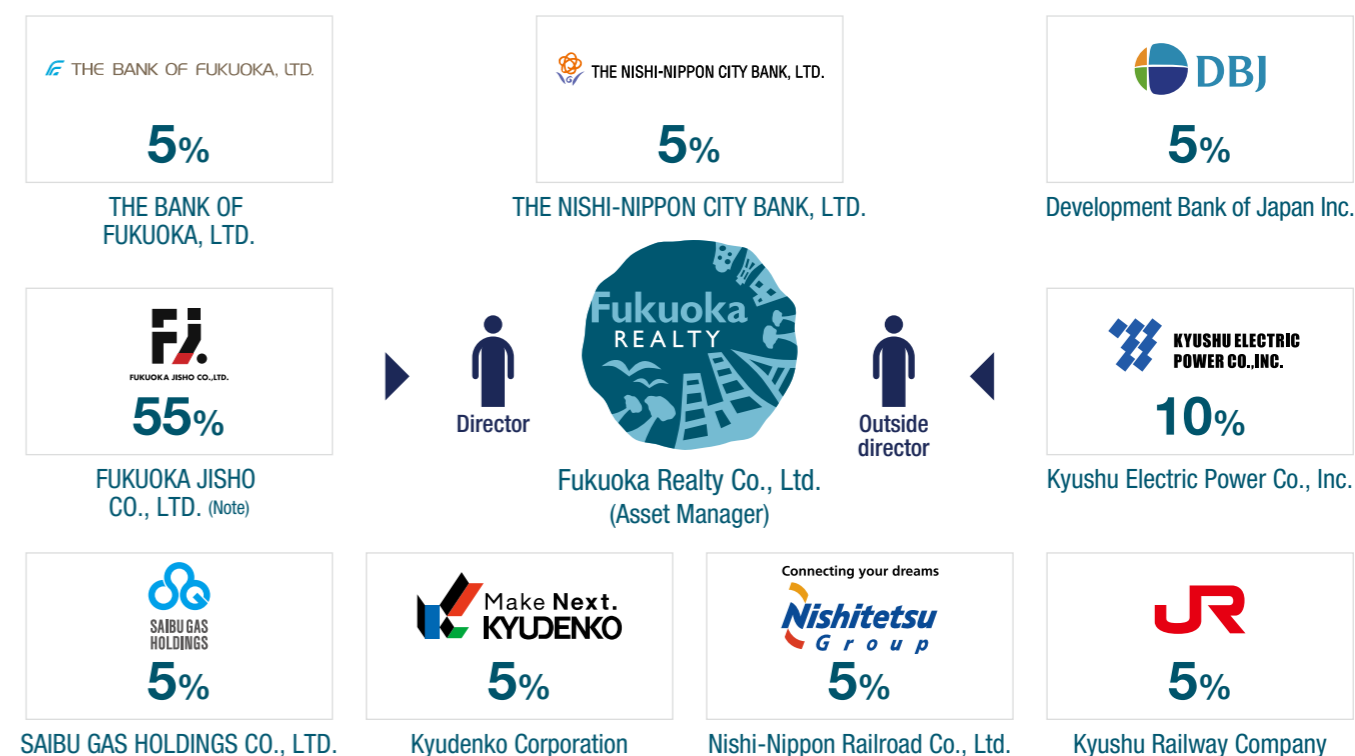 THE BANK OF FUKUOKA, LTD.
5%
THE BANK OF
FUKUOKA, LTD.
THE NISHI-NIPPON CITY BANK, LTD.
5%
THE NISHI-NIPPON CITY BANK, LTD.
DBJ
5%
Development Bank of Japan Inc.
FJ.
FUKUOKA JISHO CO.,LTD.
55%
FUKUOKA JISHO
CO., LTD. (Note)
Director
Fukuoka
REALTY
Fukuoka Realty Co., Ltd.
(Asset Manager)
Outside
director
KYUSHU ELECTRIC
POWER CO.,INC.
10%
Kyushu Electric Power Co., Inc.
SAIBU GAS
HOLDINGS
5%
SAIBU GAS HOLDINGS CO., LTD.
Make Next.
KYUDENKO
5%
Kyudenko Corporation
Connecting your dreams
Nishitetsu
Group
5%
Nishi-Nippon Railroad Co., Ltd.
JR
5%
Kyushu Railway Company